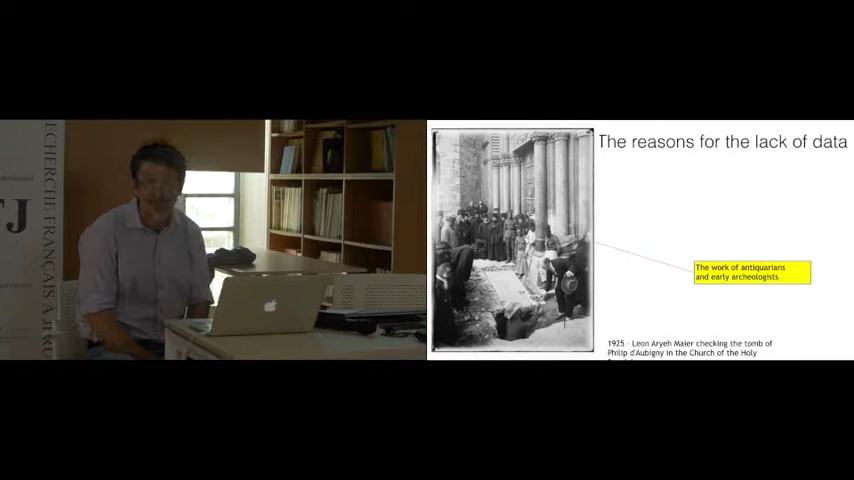 ECHERCHE FRANÇAIS À JÉRU
FJ
The reasons for the lack of data
The work of antiquarians
and early archeologists
1925 - Leon Aryeh Maier checking the tomb of
Philip d'Aubigny in the Church of the Holy